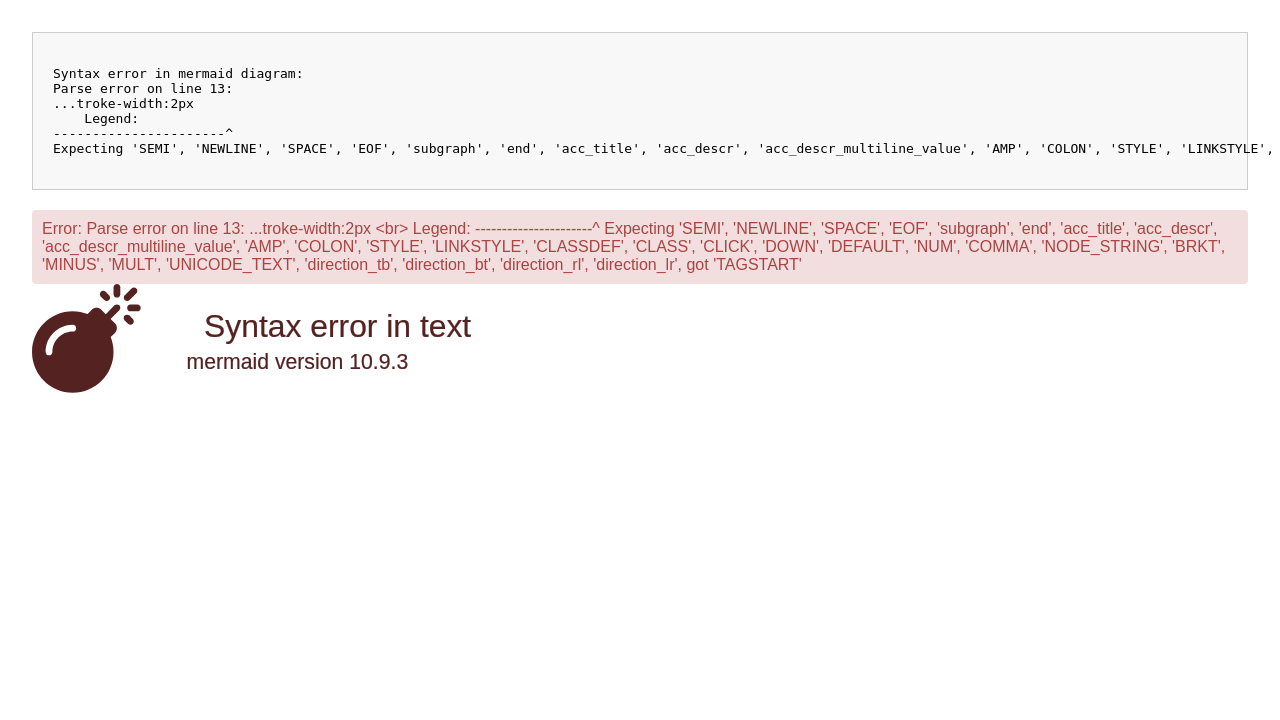 Syntax error in mermaid diagram:
Parse error on line 13:
...troke-width:2px
    Legend:
----------------------^
Expecting 'SEMI', 'NEWLINE', 'SPACE', 'EOF', 'subgraph', 'end', 'acc_title', 'acc_descr', 'acc_descr_multiline_value', 'AMP', 'COLON', 'STYLE', 'LINKSTYLE',
Error: Parse error on line 13: ...troke-width:2px <br> Legend: ----------------------^ Expecting 'SEMI', 'NEWLINE', 'SPACE', 'EOF', 'subgraph', 'end', 'acc_title', 'acc_descr',
'acc_descr_multiline_value', 'AMP', 'COLON', 'STYLE', 'LINKSTYLE', 'CLASSDEF', 'CLASS', 'CLICK', 'DOWN', 'DEFAULT', 'NUM', 'COMMA', 'NODE_STRING', 'BRKT',
'MINUS', 'MULT', 'UNICODE_TEXT', 'direction_tb', 'direction_bt', 'direction_rl', 'direction_lr', got 'TAGSTART'
Syntax error in text
mermaid version 10.9.3